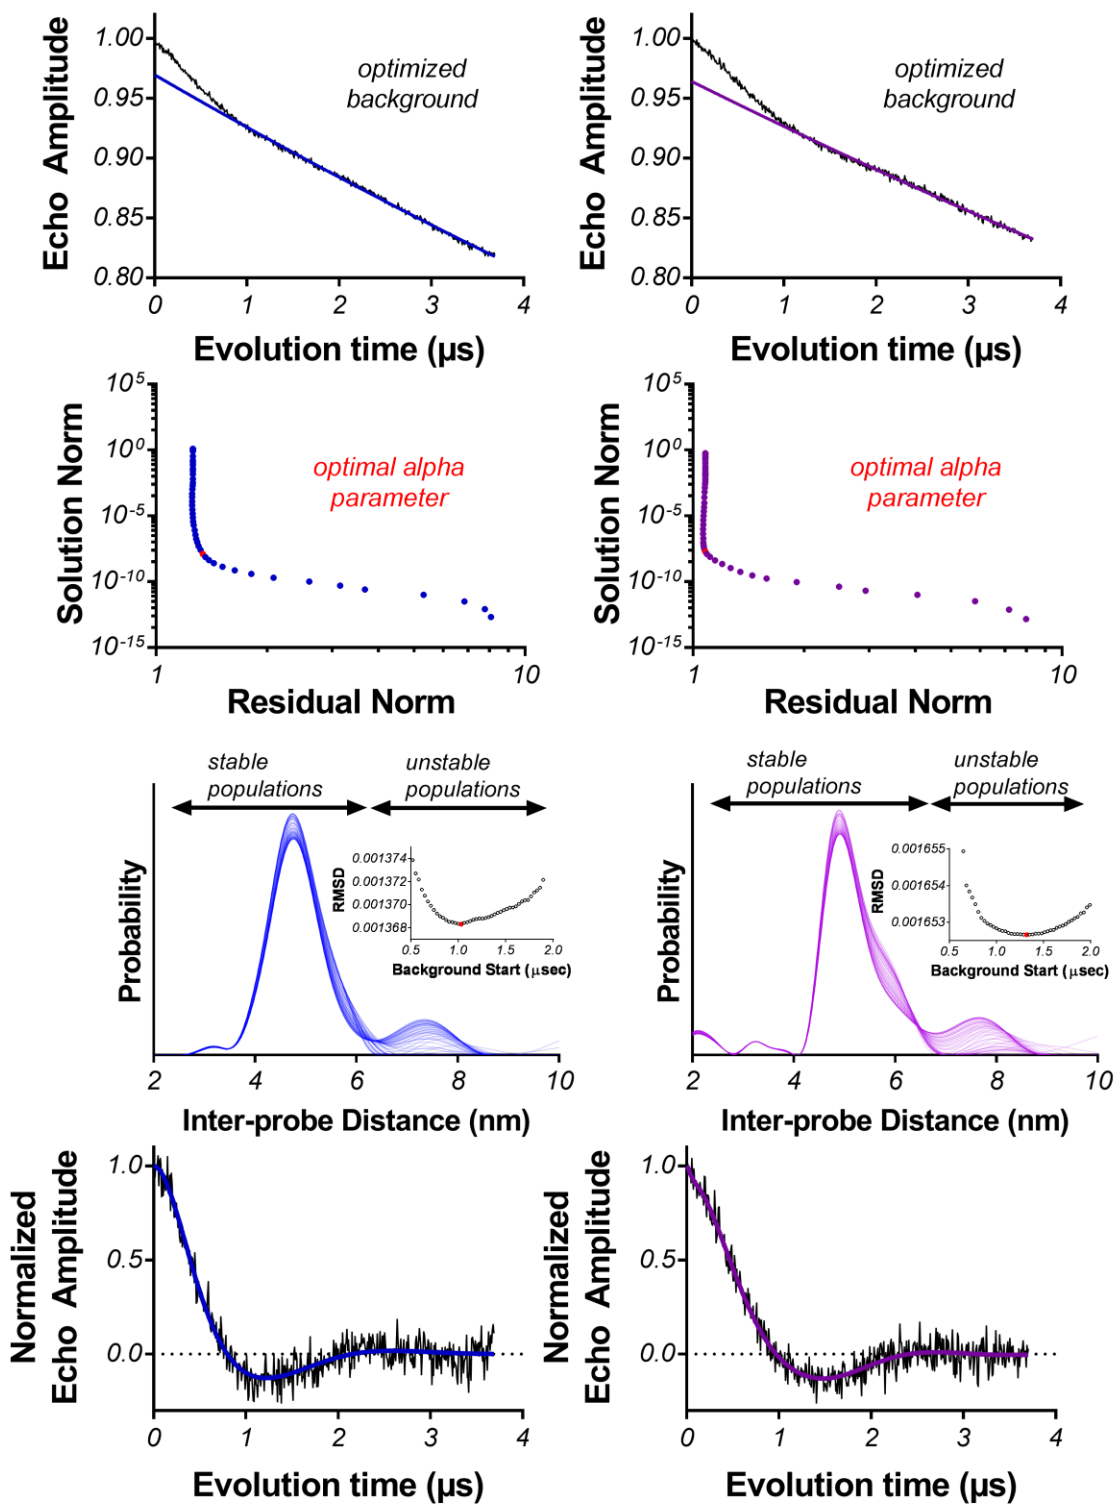 1.00
0.95
0.90
0.85
0.80
Echo Amplitude
optimized
background
0 1 2 3 4
Evolution time (µs)
1.00
0.95
0.90
0.85
0.80
Echo Amplitude
optimized
background
0 1 2 3 4
Evolution time (µs)
10^5
10^0
10^-5
10^-10
10^-15
Solution Norm
optimal alpha
parameter
1 10
Residual Norm
10^5
10^0
10^-5
10^-10
10^-15
Solution Norm
optimal alpha
parameter
1 10
Residual Norm
stable
populations
unstable
populations
Probability
0.001374
0.001372
0.001370
0.001368
RMSD
0.5 1.0 1.5 2.0
Background Start (µsec)
2 4 6 8 10
Inter-probe Distance (nm)
stable
populations
unstable
populations
Probability
0.001655
0.001654
0.001653
RMSD
0.5 1.0 1.5 2.0
Background Start (µsec)
2 4 6 8 10
Inter-probe Distance (nm)
Normalized
Echo Amplitude
1.0
0.5
0.0
0 1 2 3 4
Evolution time (µs)
Normalized
Echo Amplitude
1.0
0.5
0.0
0 1 2 3 4
Evolution time (µs)